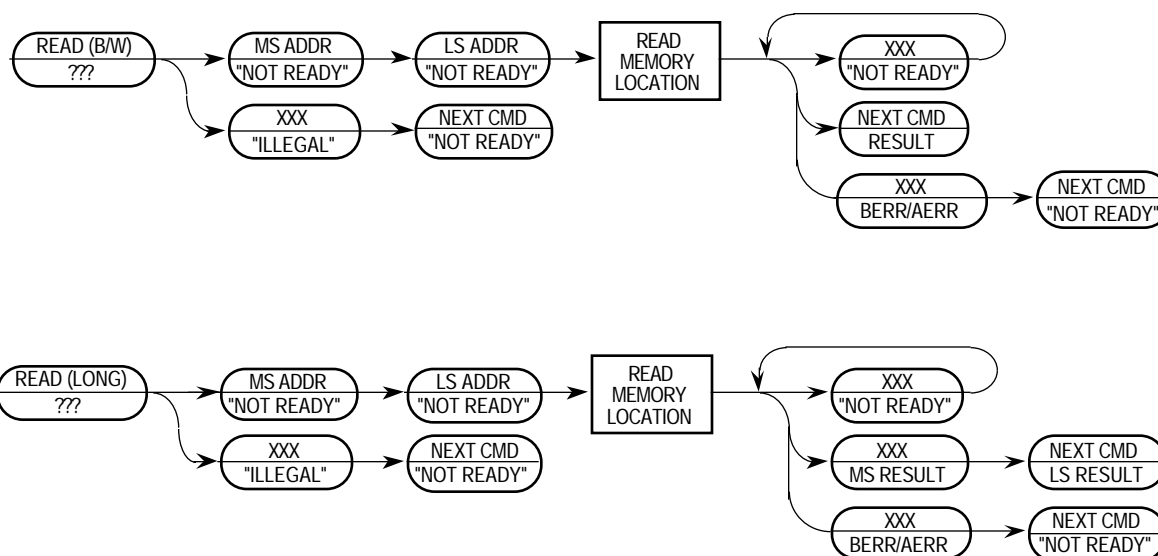 READ (B/W)
???
MS ADDR
"NOT READY"
LS ADDR
"NOT READY"
READ
MEMORY
LOCATION
XXX
"NOT READY"
XXX
"ILLEGAL"
NEXT CMD
"NOT READY"
NEXT CMD
RESULT
XXX
BERR/AERR
NEXT CMD
"NOT READY"
READ (LONG)
???
MS ADDR
"NOT READY"
LS ADDR
"NOT READY"
READ
MEMORY
LOCATION
XXX
"NOT READY"
XXX
"ILLEGAL"
NEXT CMD
"NOT READY"
XXX
MS RESULT
NEXT CMD
LS RESULT
XXX
BERR/AERR
NEXT CMD
"NOT READY"